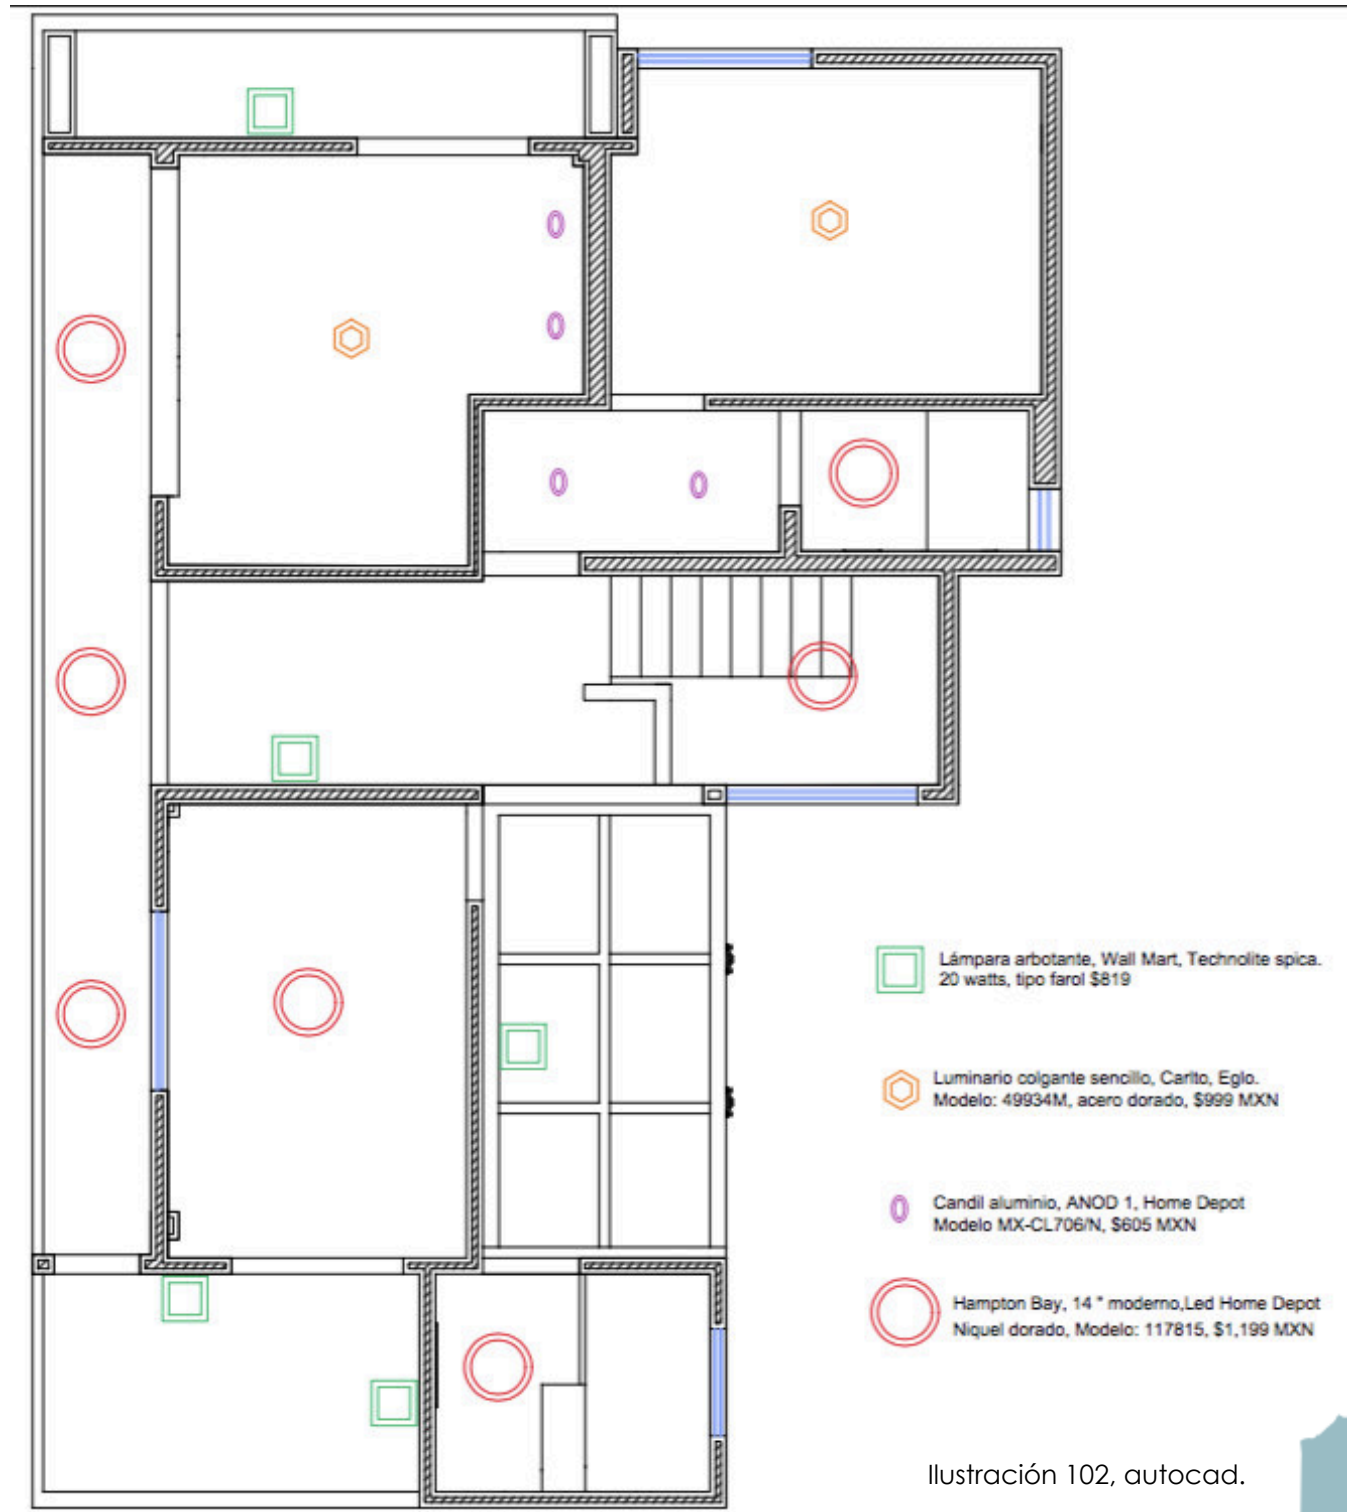 Lámpara arbotante, Wall Mart, Technolite spica.
20 watts, tipo farol $819
Luminario colgante sencillo, Carlto, Eglo.
Modelo: 49934M, acero dorado, $999 MXN
Candil aluminio, ANOD 1, Home Depot
Modelo MX-CL706/N, $605 MXN
Hampton Bay, 14 " moderno,Led Home Depot
Niquel dorado, Modelo: 117815, $1,199 MXN
Ilustración 102, autocad.